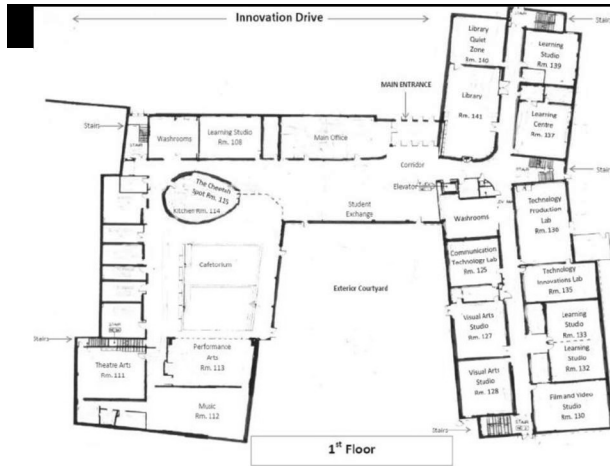 Innovation Drive
Stairs
Library
Quiet
Zone
Rm. 140
Learning
Studio
Rm. 139
MAIN ENTRANCE
Stairs
Washrooms
Learning Studio
Rm. 108
Main Office
Library
Rm. 141
Learning
Centre
Rm. 137
Corridor
Stairs
Elevator
The Cheetah
Spot Rm. 115
Kitchen Rm. 114
Student
Exchange
Washrooms
Technology
Production
Lab
Rm. 136
Cafetorium
Exterior Courtyard
Communication
Technology Lab
Rm. 125
Technology
Innovations Lab
Rm. 135
Visual Arts
Studio
Rm. 127
Learning
Studio
Rm. 133
Learning
Studio
Rm. 132
Stairs
Theatre Arts
Rm. 111
Performance
Arts
Rm. 113
Visual Arts
Studio
Rm. 128
Music
Rm. 112
Film and Video
Studio
Rm. 130
Stairs
1st Floor